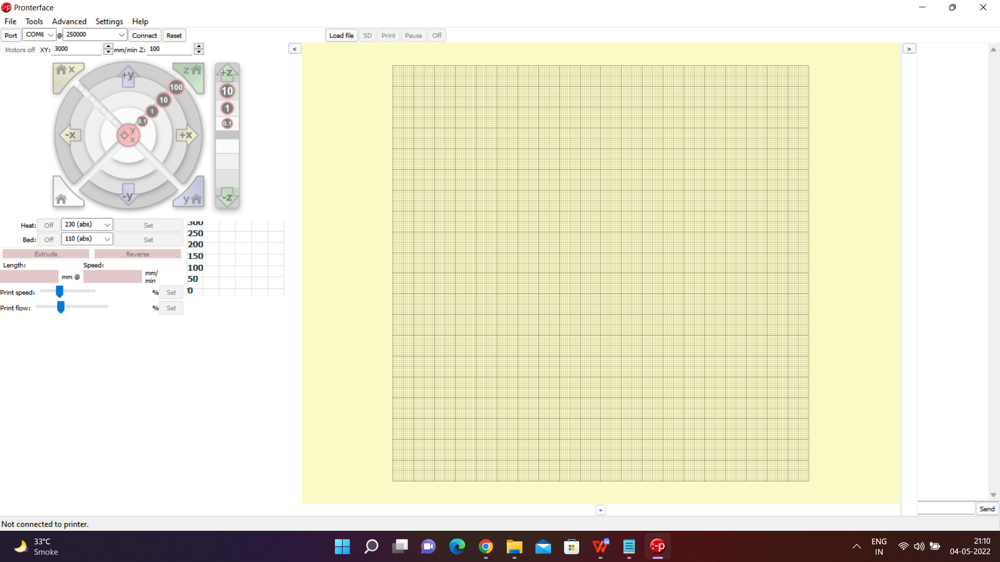 Pronterface
File Tools Advanced Settings Help
Port COM6 @ 250000 Connect Reset Load file SD Print Pause Off
Motors off XY: 3000 mm/min Z: 100 < >
x +y z +z
100 10
10 1
1 0.1
0.1
-x y x +x
-y y -z
Heat: Off 230 (abs) Set
Bed: Off 110 (abs) Set
Extrude Reverse
Length: Speed:
mm @ mm/
min
Print speed: % Set
Print flow: % Set
300
250
200
150
100
50
0
+
Send
Not connected to printer.
33°C
Smoke
ENG
IN
21:10
04-05-2022